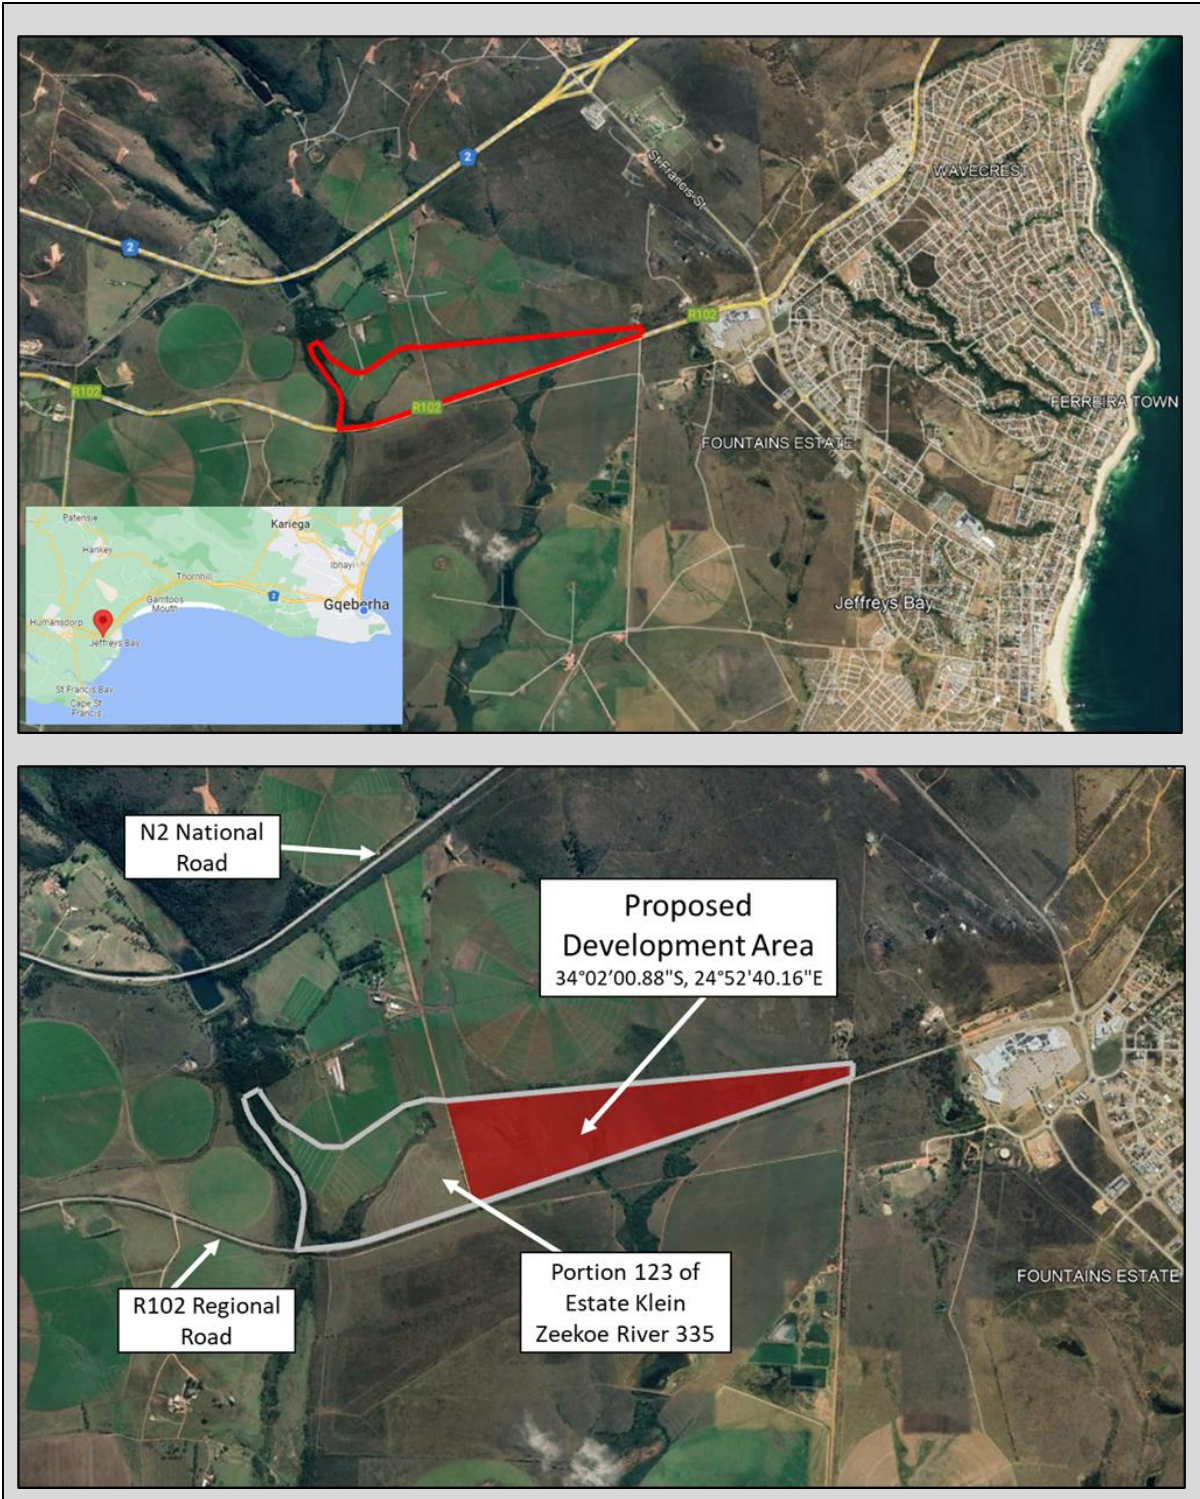 2
St-Francis-St
WAVECREST
2
R102
R102
R102
FERREIRA TOWN
FOUNTAINS ESTATE
Jeffreys Bay
Patensie
Kariega
Hankey
Ibhayi
Thornhill
2
Gamtoos
Mouth
Gqeberha
Humansdorp
Jeffreys Bay
St Francis Bay
Cape St
Francis
N2 National
Road
Proposed
Development Area
34°02'00.88"S, 24°52'40.16"E
FOUNTAINS ESTATE
Portion 123 of
Estate Klein
Zeekoe River 335
R102 Regional
Road